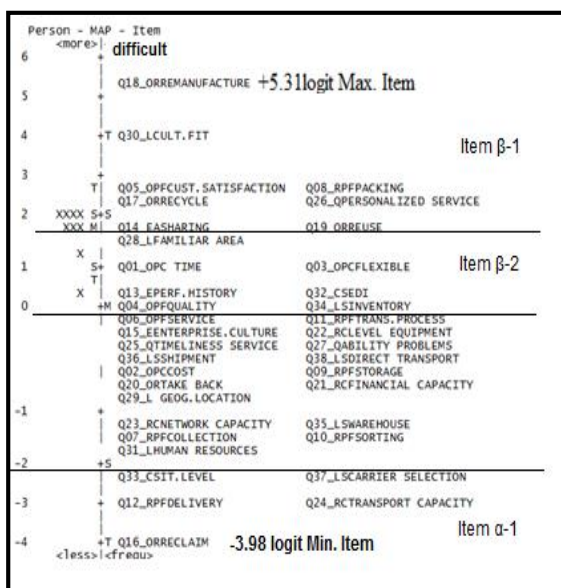 Person - MAP - Item
<more>| difficult
6 +
|
| Q18_ORREMANUFACTURE +5.31logit Max. Item
5 +
|
|
4 +T Q30_LCULT.FIT
| Item β-1
|
3 +
T| Q05_OPFCUST.SATISFACTION Q08_RPFPACKING
| Q17_ORRECYCLE Q26_QPERSONALIZED SERVICE
2 XXXX S+S
XXX M| Q14_EASHARING Q19_ORREUSE
| Q28_LFAMILIAR AREA
X |
1 S+ Q01_OPC TIME Q03_OPCFLEXIBLE Item β-2
T|
X | Q13_EPERF.HISTORY Q32_CSEDI
0 +M Q04_OPFQUALITY Q34_LSINVENTORY
| Q06_OPFSERVICE Q11_RPFTRANS.PROCESS
Q15_EENTERPRISE.CULTURE Q22_RCLEVEL EQUIPMENT
Q25_QTIMELINESS SERVICE Q27_QABILITY PROBLEMS
Q36_LSSHIPMENT Q38_LSDIRECT TRANSPORT
| Q02_OPCCOST Q09_RPFSTORAGE
Q20_ORTAKE BACK Q21_RCFINANCIAL CAPACITY
Q29_L GEOG.LOCATION
-1 +
| Q23_RCNETWORK CAPACITY Q35_LSWAREHOUSE
| Q07_RPFCOLLECTION Q10_RPFSORTING
Q31_LHUMAN RESOURCES
-2 +S
| Q33_CSIT.LEVEL Q37_LSCARRIER SELECTION
|
-3 + Q12_RPFDELIVERY Q24_RCTRANSPORT CAPACITY
| Item α-1
|
-4 +T Q16_ORRECLAIM -3.98 logit Min. Item
<less>|<frequ>